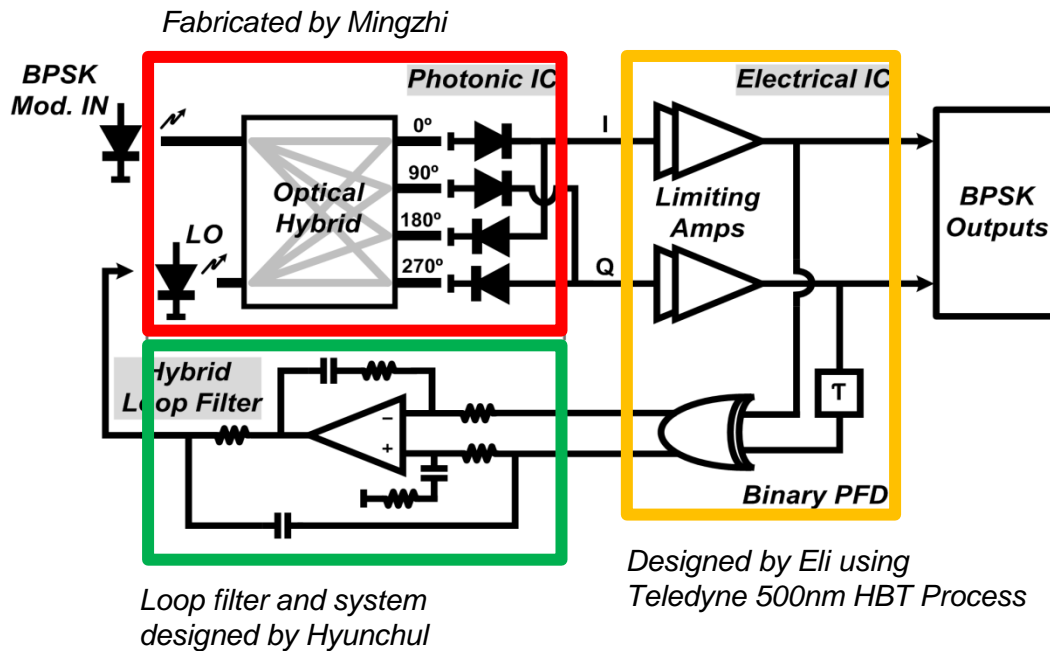 Fabricated by Mingzhi
BPSK
Mod. IN
Photonic IC
Electrical IC
0º
90º
180º
270º
Optical
Hybrid
LO
I
Q
Limiting
Amps
BPSK
Outputs
Hybrid
Loop Filter
−
+
τ
Binary PFD
Designed by Eli using
Teledyne 500nm HBT Process
Loop filter and system
designed by Hyunchul